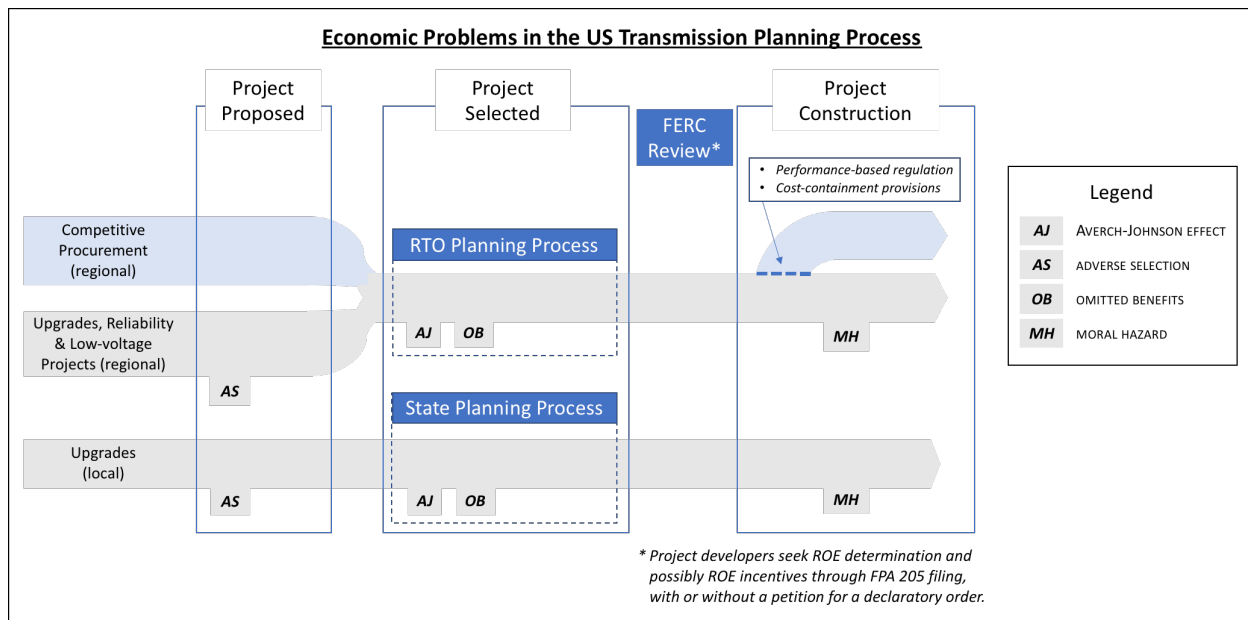 Economic Problems in the US Transmission Planning Process
Project
Proposed
Project
Selected
FERC
Review*
Project
Construction
• Performance-based regulation
• Cost-containment provisions
Competitive
Procurement
(regional)
RTO Planning Process
AJ
OB
Upgrades, Reliability
& Low-voltage
Projects (regional)
AS
MH
State Planning Process
Upgrades
(local)
AS
AJ
OB
MH
* Project developers seek ROE determination and
possibly ROE incentives through FPA 205 filing,
with or without a petition for a declaratory order.
Legend
AJ AVERCH-JOHNSON EFFECT
AS ADVERSE SELECTION
OB OMITTED BENEFITS
MH MORAL HAZARD